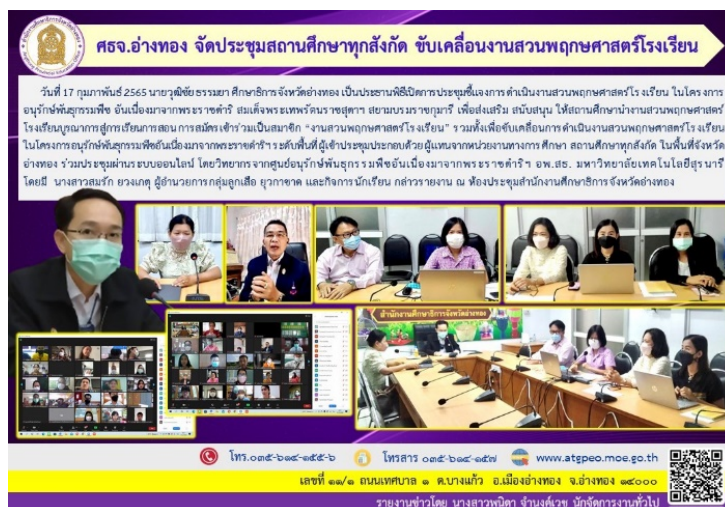 ศธจ.อ่างทอง จัดประชุมสถานศึกษาทุกสังกัด ขับเคลื่อนงานสวนพฤกษศาสตร์โรงเรียน
วันที่ 17 กุมภาพันธ์ 2565 นายวุฒิชัย ธรรมยา ศึกษาธิการจังหวัดอ่างทอง เป็นประธานพิธีเปิดการประชุมชี้แจงการดำเนินงานสวนพฤกษศาสตร์โรงเรียน ในโครงการ
อนุรักษ์พันธุกรรมพืช อันเนื่องมาจากพระราชดำริ สมเด็จพระเทพรัตนราชสุดาฯ สยามบรมราชกุมารี เพื่อส่งเสริม สนับสนุน ให้สถานศึกษานำงานสวนพฤกษศาสตร์
โรงเรียนบูรณาการสู่การเรียนการสอน การสมัครเข้าร่วมเป็นสมาชิก “งานสวนพฤกษศาสตร์โรงเรียน” รวมทั้งเพื่อขับเคลื่อนการดำเนินงานสวนพฤกษศาสตร์โรงเรียน
ในโครงการอนุรักษ์พันธุกรรมพืชอันเนื่องมาจากพระราชดำริฯ ระดับพื้นที่ ผู้เข้าประชุมประกอบด้วย ผู้แทนจากหน่วยงานทางการศึกษา สถานศึกษาทุกสังกัด ในพื้นที่จังหวัด
อ่างทอง ร่วมประชุมผ่านระบบออนไลน์ โดยวิทยากรจากศูนย์อนุรักษ์พันธุกรรมพืชอันเนื่องมาจากพระราชดำริฯ อพ.สธ. มหาวิทยาลัยเทคโนโลยีสุรนารี
โดยมี นางสาวสมรัก ยวงเกตุ ผู้อำนวยการกลุ่มลูกเสือ ยุวกาชาด และกิจการนักเรียน กล่าวรายงาน ณ ห้องประชุมสำนักงานศึกษาธิการจังหวัดอ่างทอง
สำนักงานศึกษาธิการจังหวัดอ่างทอง
โทร.๐๓๕-๖๑๔-๑๕๕-๖ โทรสาร ๐๓๕-๖๑๔-๑๕๗ www.atgpeo.moe.go.th
เลขที่ ๑๑/๑ ถนนเทศบาล ๑ ต.บางแก้ว อ.เมืองอ่างทอง จ.อ่างทอง ๑๔๐๐๐
รายงานข่าวโดย นางสาวพนิดา จำนงค์เวช นักจัดการงานทั่วไป